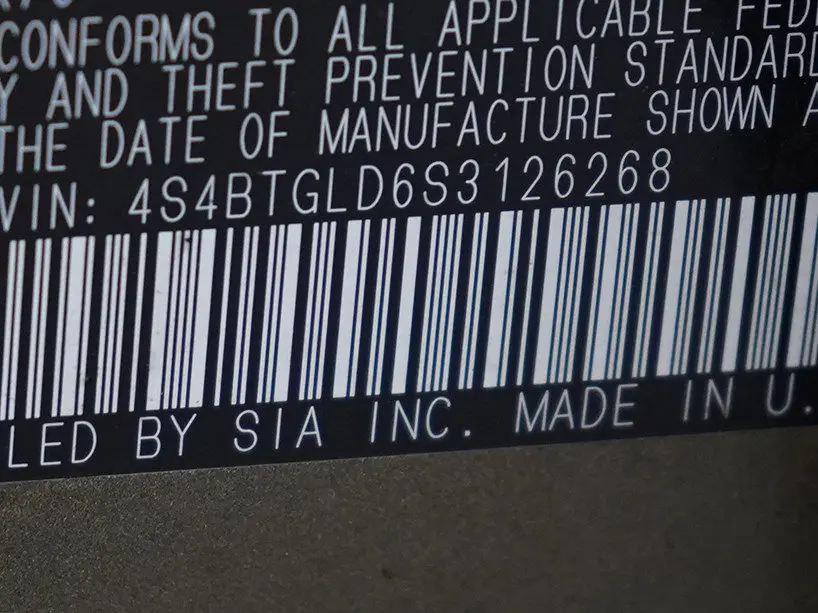 CONFORMS TO ALL APPLICABLE FED
Y AND THEFT PREVENTION STANDARD
THE DATE OF MANUFACTURE SHOWN A
VIN: 4S4BTGLD6S3126268
LED BY SIA INC. MADE IN U.